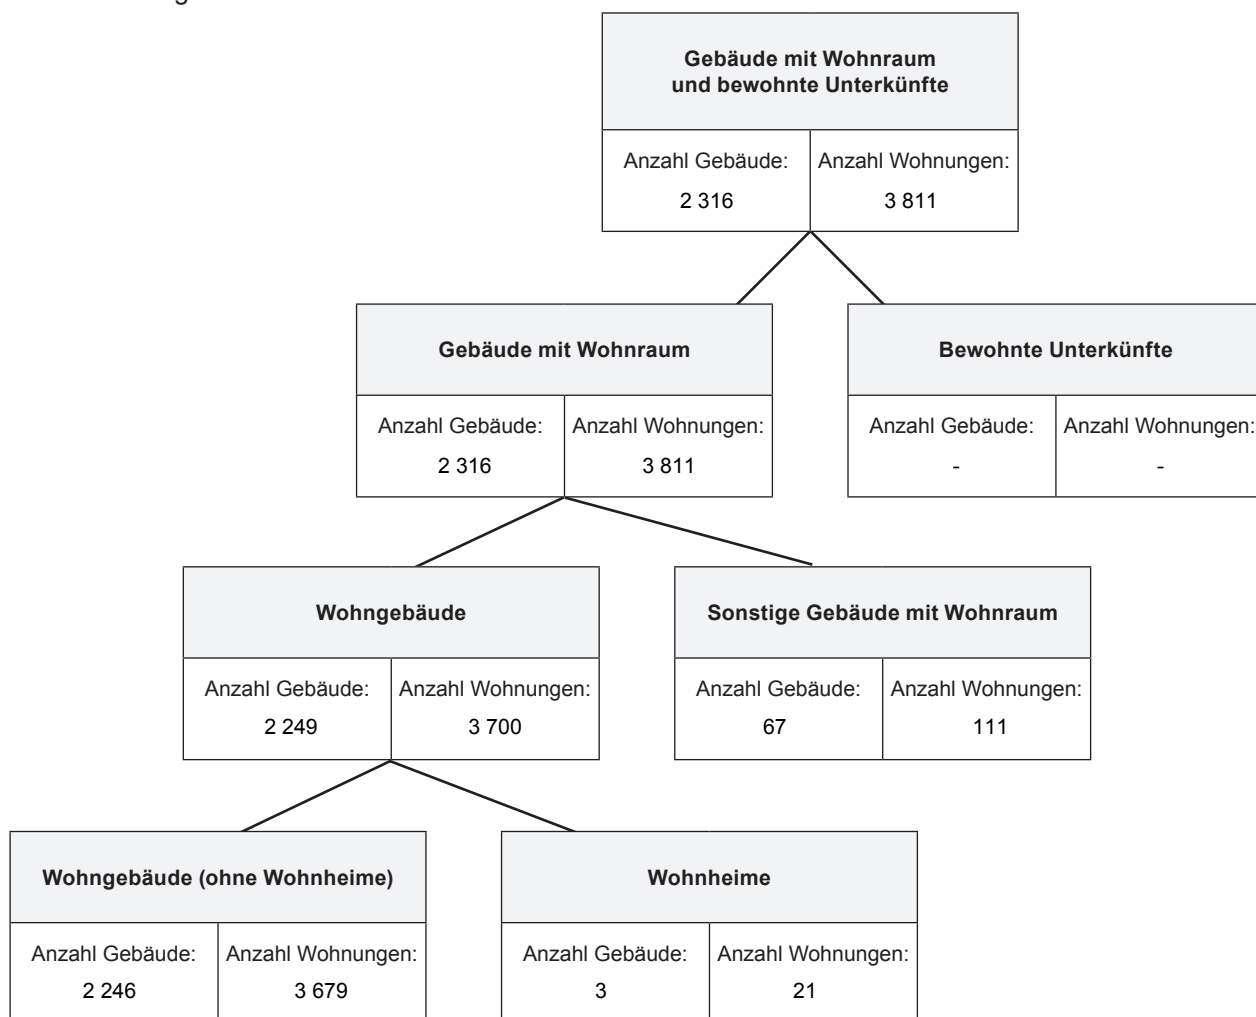 Gebäude mit Wohnraum
und bewohnte Unterkünfte
Anzahl Gebäude: Anzahl Wohnungen:
2 316 3 811
Gebäude mit Wohnraum Bewohnte Unterkünfte
Anzahl Gebäude: Anzahl Wohnungen: Anzahl Gebäude: Anzahl Wohnungen:
2 316 3 811 - -
Wohngebäude Sonstige Gebäude mit Wohnraum
Anzahl Gebäude: Anzahl Wohnungen: Anzahl Gebäude: Anzahl Wohnungen:
2 249 3 700 67 111
Wohngebäude (ohne Wohnheime) Wohnheime
Anzahl Gebäude: Anzahl Wohnungen: Anzahl Gebäude: Anzahl Wohnungen:
2 246 3 679 3 21